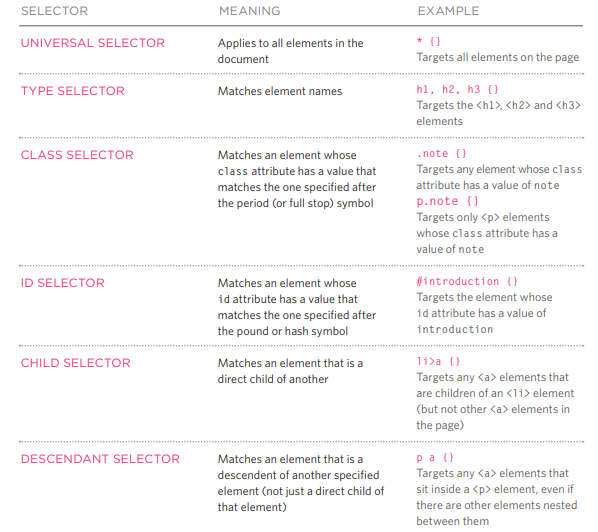 SELECTOR MEANING EXAMPLE
UNIVERSAL SELECTOR
Applies to all elements in the
document
* {}
Targets all elements on the page
TYPE SELECTOR
Matches element names
h1, h2, h3 {}
Targets the <h1>, <h2> and <h3>
elements
CLASS SELECTOR
Matches an element whose
class attribute has a value that
matches the one specified after
the period (or full stop) symbol
.note {}
Targets any element whose class
attribute has a value of note
p.note {}
Targets only <p> elements
whose class attribute has a
value of note
ID SELECTOR
Matches an element whose
id attribute has a value that
matches the one specified after
the pound or hash symbol
#introduction {}
Targets the element whose
id attribute has a value of
introduction
CHILD SELECTOR
Matches an element that is a
direct child of another
li>a {}
Targets any <a> elements that
are children of an <li> element
(but not other <a> elements in
the page)
DESCENDANT SELECTOR
Matches an element that is a
descendent of another specified
element (not just a direct child of
that element)
p a {}
Targets any <a> elements that
sit inside a <p> element, even if
there are other elements nested
between them